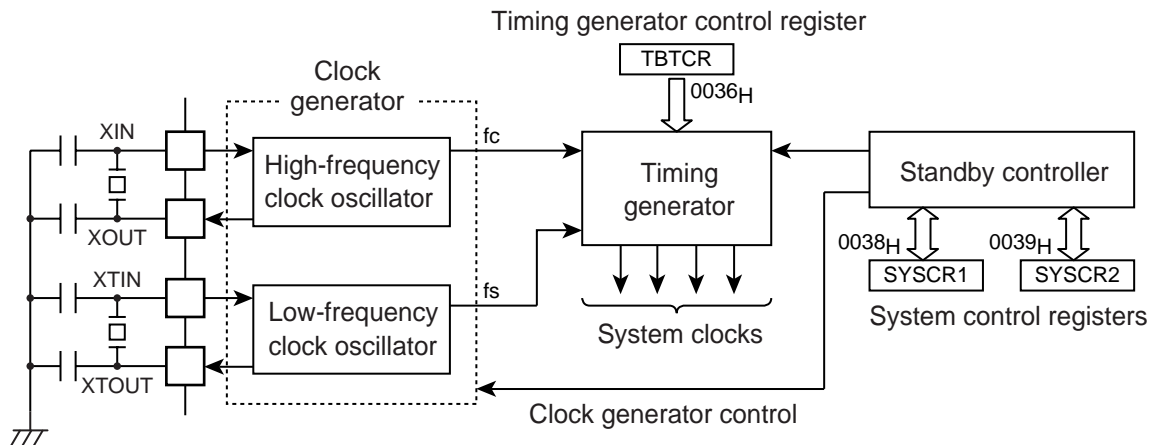 Timing generator control register
TBTCR
0036H
Clock
generator
XIN
High-frequency
clock oscillator
fc
Timing
generator
Standby controller
XOUT
0038H
0039H
SYSCR1
SYSCR2
XTIN
Low-frequency
clock oscillator
fs
System clocks
System control registers
XTOUT
Clock generator control